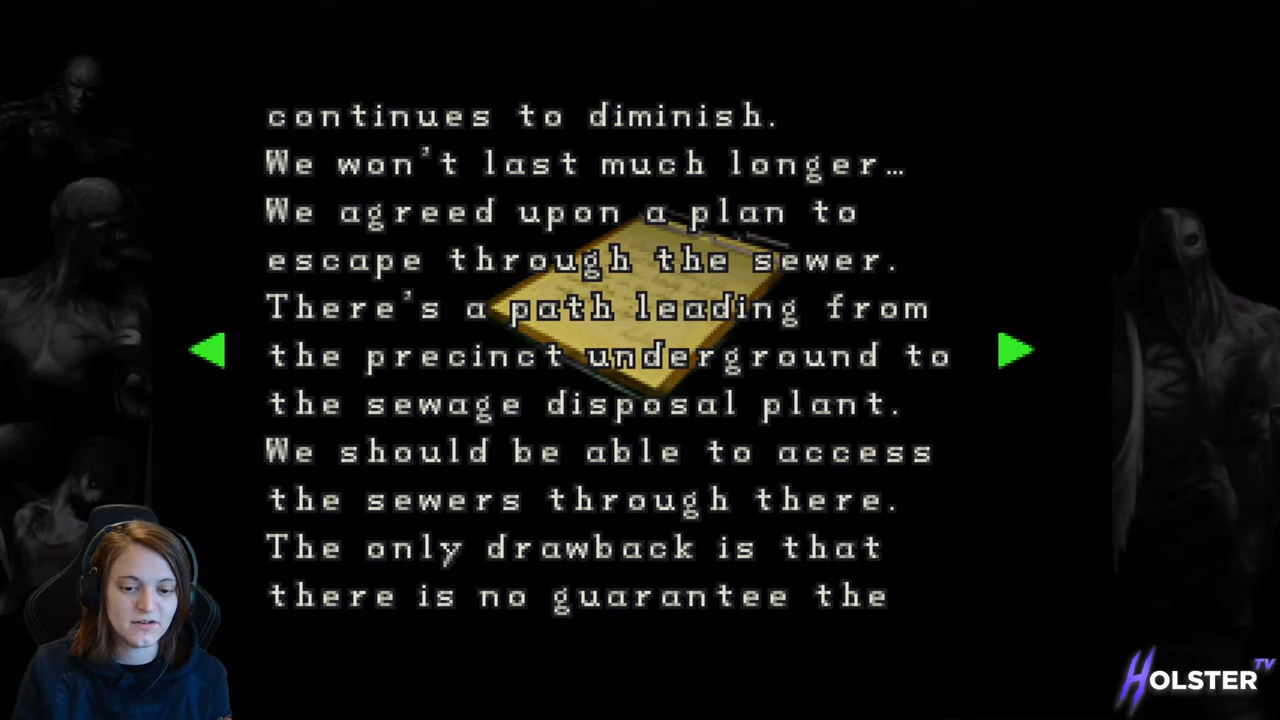 continues to diminish.
We won't last much longer…
We agreed upon a plan to
escape through the sewer.
There's a path leading from
the precinct underground to
the sewage disposal plant.
We should be able to access
the sewers through there.
The only drawback is that
there is no guarantee the
HOLSTER TV